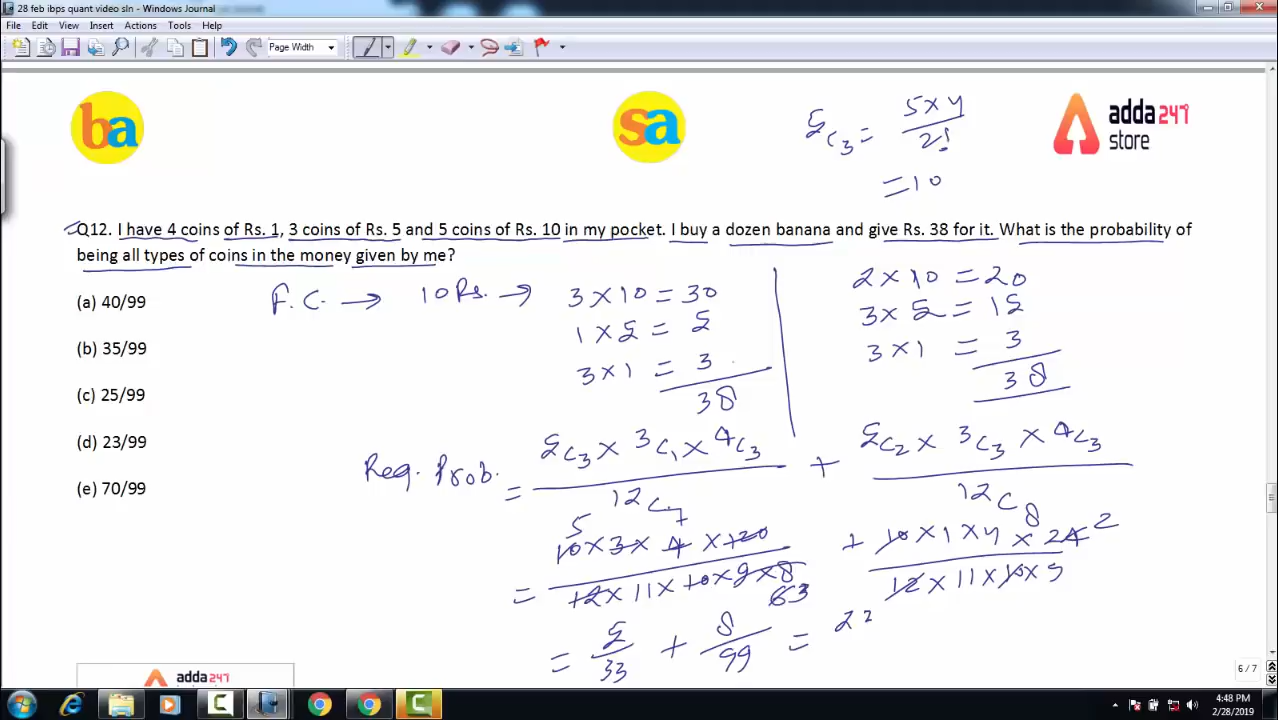 28 feb ibps quant video sln - Windows Journal
File Edit View Insert Actions Tools Help
Page Width
ba
sa
adda247
store
5C3 = 5×4/2!
=10
Q12. I have 4 coins of Rs. 1, 3 coins of Rs. 5 and 5 coins of Rs. 10 in my pocket. I buy a dozen banana and give Rs. 38 for it. What is the probability of
being all types of coins in the money given by me?
(a) 40/99
(b) 35/99
(c) 25/99
(d) 23/99
(e) 70/99
F.C. → 10Rs. → 3×10=30
1×5=5
3×1=3
38
2×10=20
3×5=15
3×1=3
38
Req. Prob. = 5C3×3C1×4C3/12C7 + 5C2×3C3×4C3/12C8
5
= 10×3×4×120/12×11×10×9×8 + 10×1×4×24 2/12×11×10×9
63
= 5/33 + 8/99 = 23
adda247
6 / 7
4:48 PM
2/28/2019